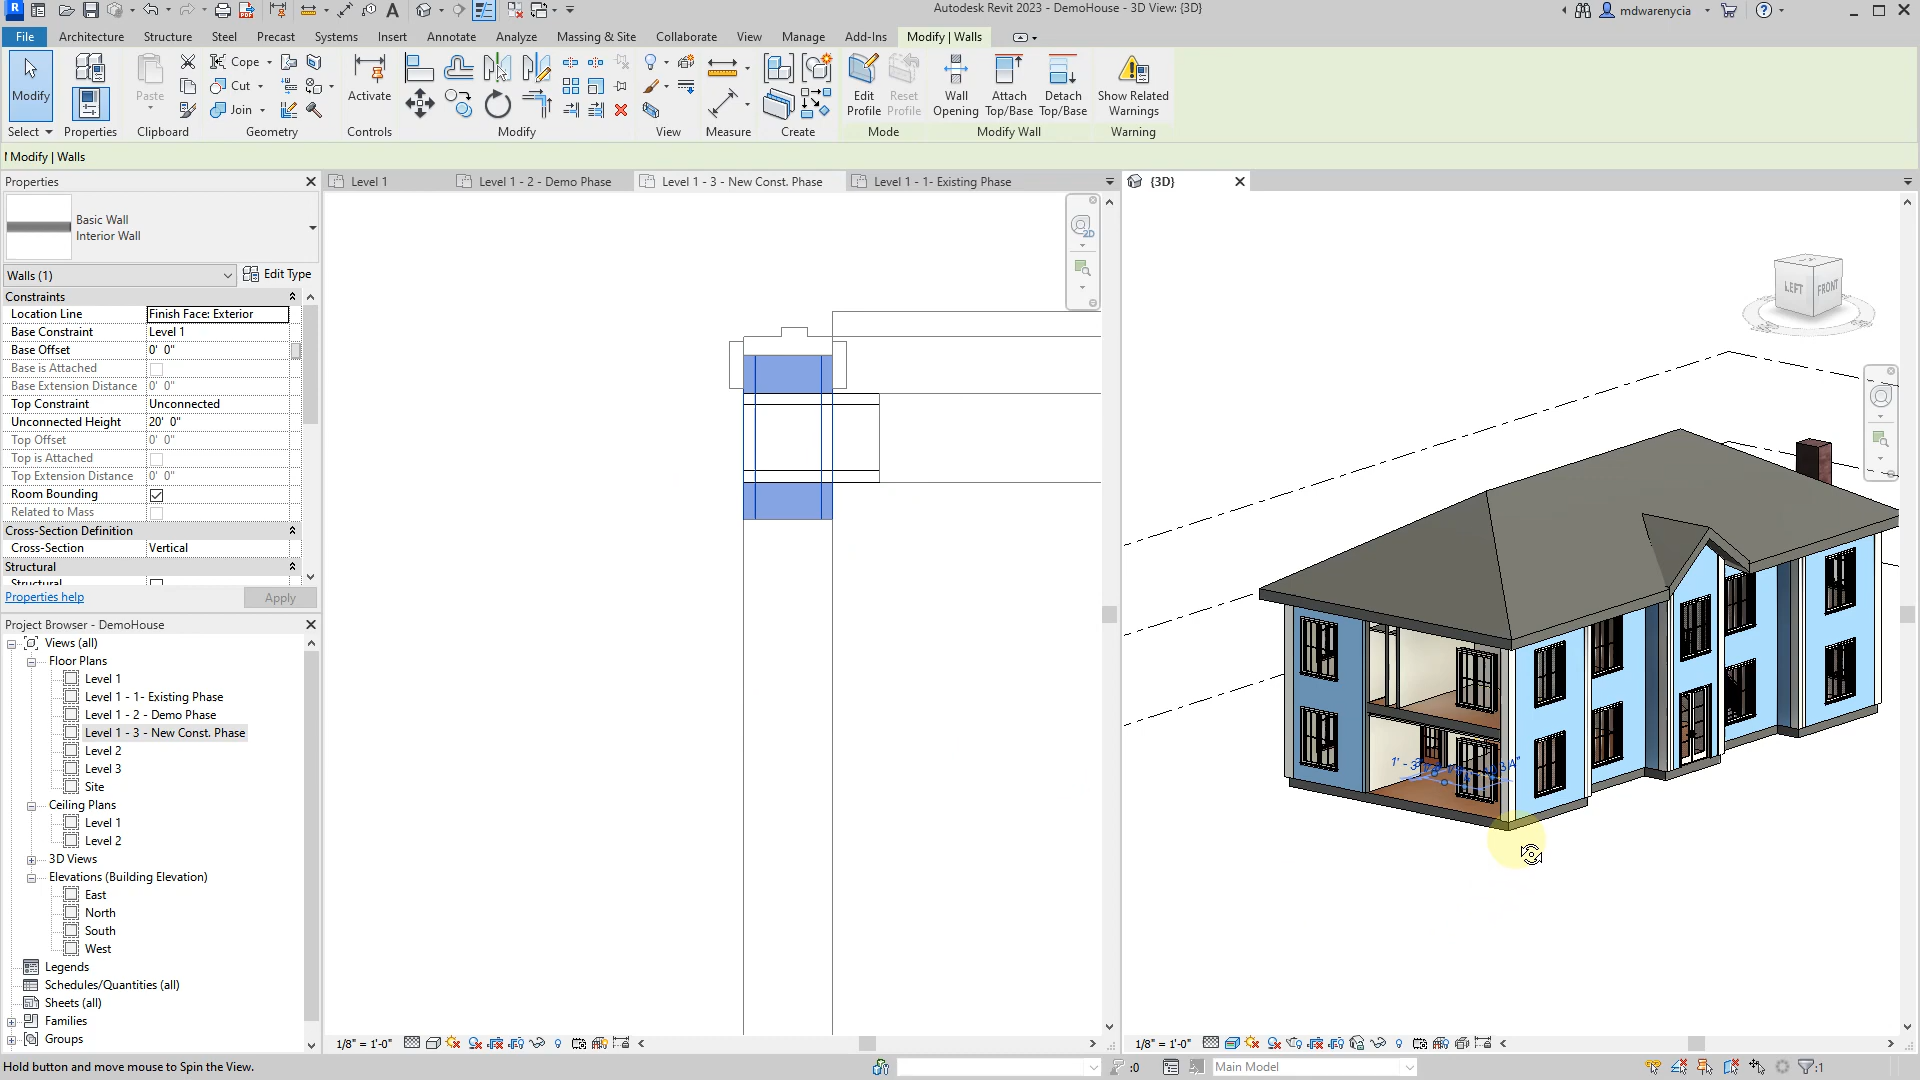 Autodesk Revit 2023 - DemoHouse - 3D View: {3D}
mdwarenycia
File Architecture Structure Steel Precast Systems Insert Annotate Analyze Massing & Site Collaborate View Manage Add-Ins Modify | Walls
Modify
Select
Properties
Paste
Clipboard
Cope
Cut
Join
Geometry
Activate
Controls
Modify
View
Measure
Create
Edit Profile
Reset Profile
Mode
Wall Opening
Attach Top/Base
Detach Top/Base
Modify Wall
Show Related Warnings
Warning
Modify | Walls
Properties
Basic Wall
Interior Wall
Walls (1)
Edit Type
Constraints
Location Line Finish Face: Exterior
Base Constraint Level 1
Base Offset 0' 0"
Base is Attached
Base Extension Distance 0' 0"
Top Constraint Unconnected
Unconnected Height 20' 0"
Top Offset 0' 0"
Top is Attached
Top Extension Distance 0' 0"
Room Bounding
Related to Mass
Cross-Section Definition
Cross-Section Vertical
Structural
Structural
Properties help
Apply
Project Browser - DemoHouse
Views (all)
Floor Plans
Level 1
Level 1 - 1- Existing Phase
Level 1 - 2 - Demo Phase
Level 1 - 3 - New Const. Phase
Level 2
Level 3
Site
Ceiling Plans
Level 1
Level 2
3D Views
Elevations (Building Elevation)
East
North
South
West
Legends
Schedules/Quantities (all)
Sheets (all)
Families
Groups
Level 1
Level 1 - 2 - Demo Phase
Level 1 - 3 - New Const. Phase
Level 1 - 1- Existing Phase
{3D}
2D
LEFT
FRONT
1/8" = 1'-0"
1/8" = 1'-0"
Hold button and move mouse to Spin the View.
:0
Main Model
:1